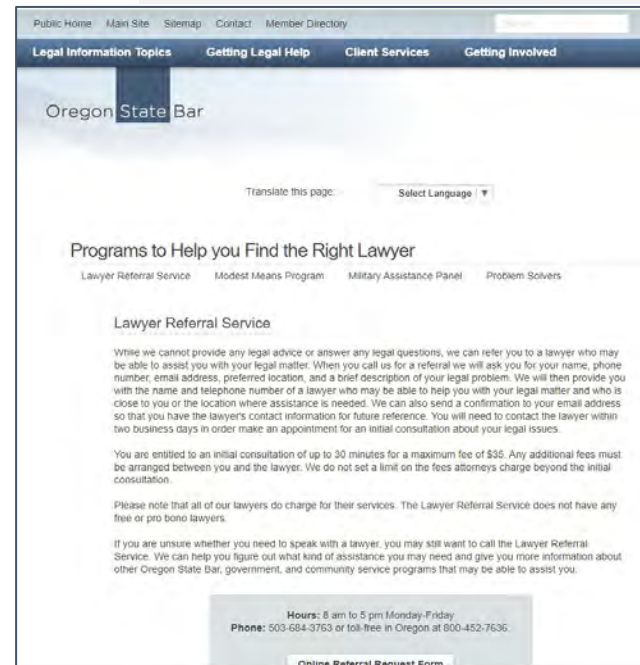 Public Home Main Site Sitemap Contact Member Directory
Legal Information Topics Getting Legal Help Client Services Getting Involved
Oregon State Bar
Translate this page: Select Language ▼
Programs to Help you Find the Right Lawyer
Lawyer Referral Service Modest Means Program Military Assistance Panel Problem Solvers
Lawyer Referral Service
While we cannot provide any legal advice or answer any legal questions, we can refer you to a lawyer who may
be able to assist you with your legal matter. When you call us for a referral we will ask you for your name, phone
number, email address, preferred location, and a brief description of your legal problem. We will then provide you
with the name and telephone number of a lawyer who may be able to help you with your legal matter and who is
close to you or the location where assistance is needed. We can also send a confirmation to your email address
so that you have the lawyer's contact information for future reference. You will need to contact the lawyer within
two business days in order make an appointment for an initial consultation about your legal issues.
You are entitled to an initial consultation of up to 30 minutes for a maximum fee of $35. Any additional fees must
be arranged between you and the lawyer. We do not set a limit on the fees attorneys charge beyond the initial
consultation.
Please note that all of our lawyers do charge for their services. The Lawyer Referral Service does not have any
free or pro bono lawyers.
If you are unsure whether you need to speak with a lawyer, you may still want to call the Lawyer Referral
Service. We can help you figure out what kind of assistance you may need and give you more information about
other Oregon State Bar, government, and community service programs that may be able to assist you.
Hours: 8 am to 5 pm Monday-Friday
Phone: 503-684-3763 or toll-free in Oregon at 800-452-7636.
Online Referral Request Form